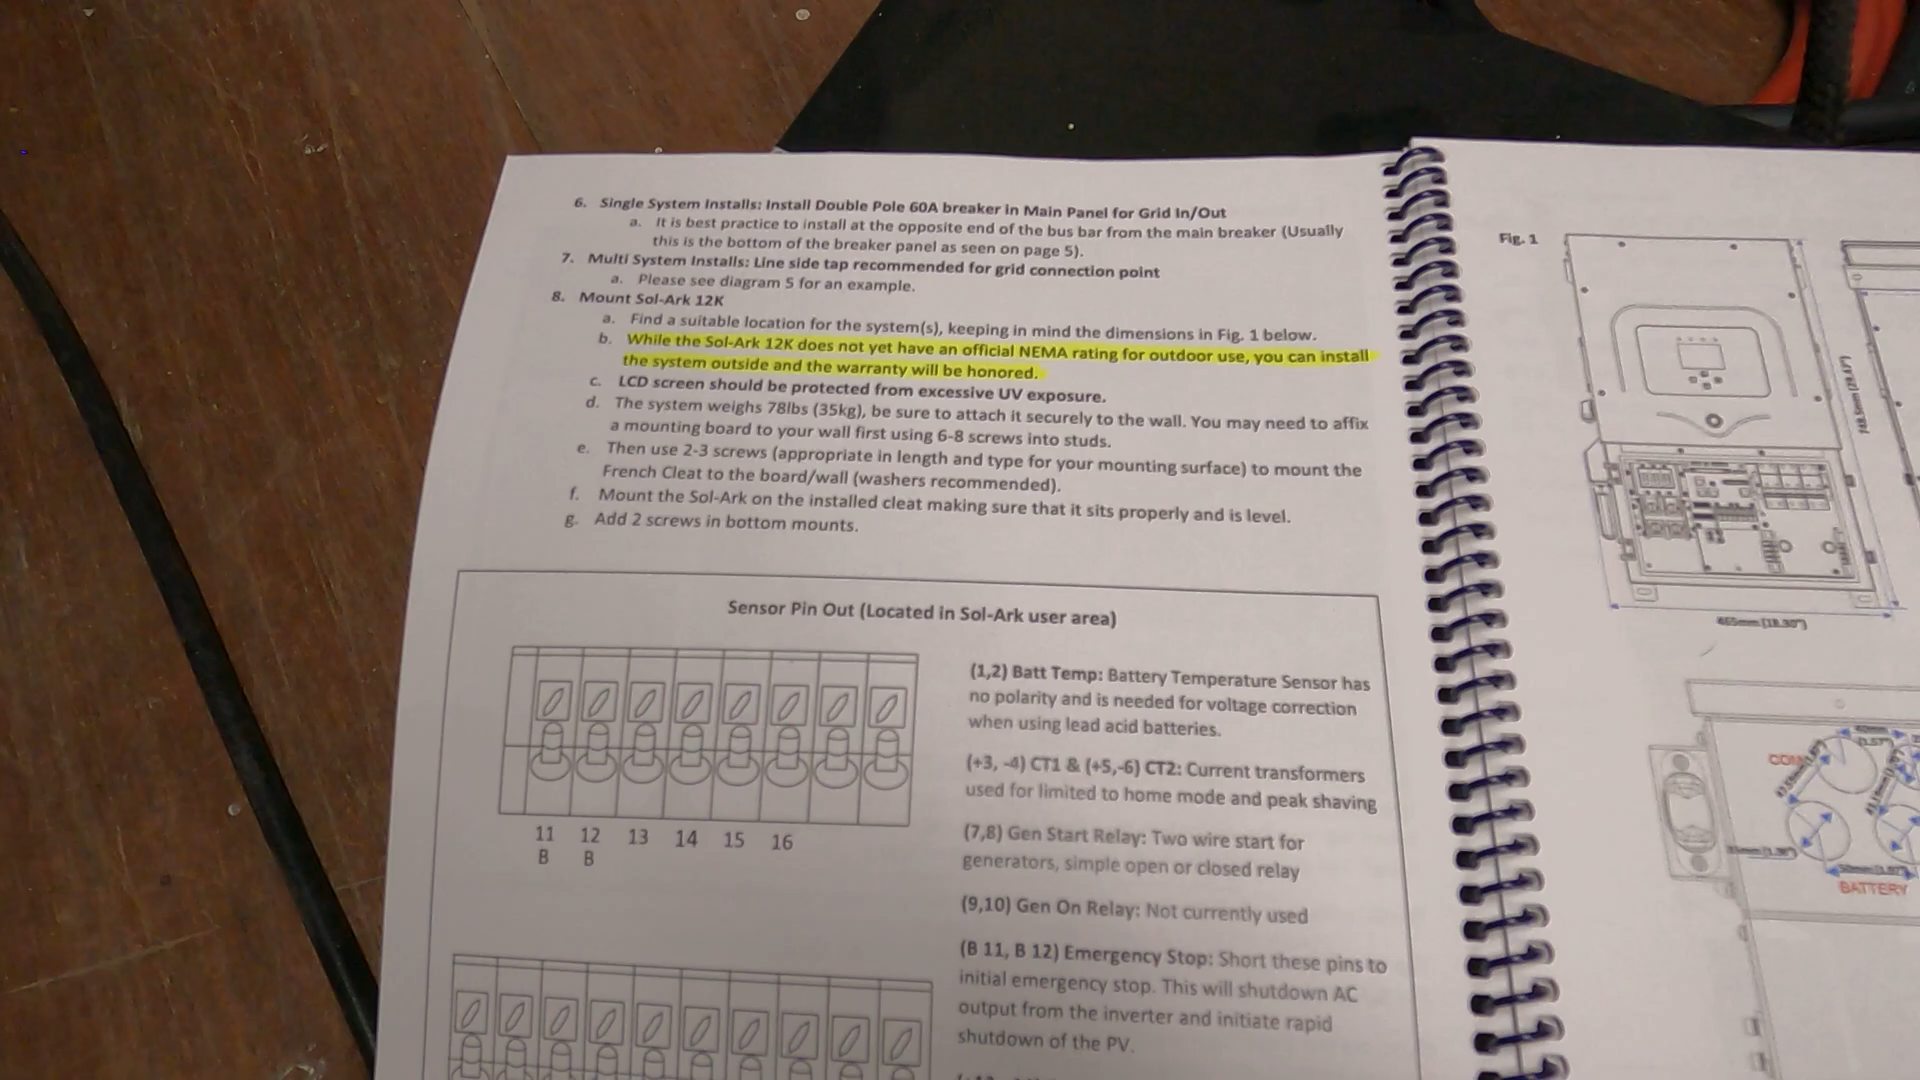 6. Single System Installs: Install Double Pole 60A breaker in Main Panel for Grid In/Out
a. It is best practice to install at the opposite end of the bus bar from the main breaker (Usually
this is the bottom of the breaker panel as seen on page 5).
7. Multi System Installs: Line side tap recommended for grid connection point
a. Please see diagram 5 for an example.
8. Mount Sol-Ark 12K
a. Find a suitable location for the system(s), keeping in mind the dimensions in Fig. 1 below.
b. While the Sol-Ark 12K does not yet have an official NEMA rating for outdoor use, you can install
the system outside and the warranty will be honored.
c. LCD screen should be protected from excessive UV exposure.
d. The system weighs 78lbs (35kg), be sure to attach it securely to the wall. You may need to affix
a mounting board to your wall first using 6-8 screws into studs.
e. Then use 2-3 screws (appropriate in length and type for your mounting surface) to mount the
French Cleat to the board/wall (washers recommended).
f. Mount the Sol-Ark on the installed cleat making sure that it sits properly and is level.
g. Add 2 screws in bottom mounts.
Sensor Pin Out (Located in Sol-Ark user area)
11 12 13 14 15 16
B B
(1,2) Batt Temp: Battery Temperature Sensor has
no polarity and is needed for voltage correction
when using lead acid batteries.
(+3, -4) CT1 & (+5,-6) CT2: Current transformers
used for limited to home mode and peak shaving
(7,8) Gen Start Relay: Two wire start for
generators, simple open or closed relay
(9,10) Gen On Relay: Not currently used
(B 11, B 12) Emergency Stop: Short these pins to
initial emergency stop. This will shutdown AC
output from the inverter and initiate rapid
shutdown of the PV.
Fig. 1
465mm (18.30")
BATTERY